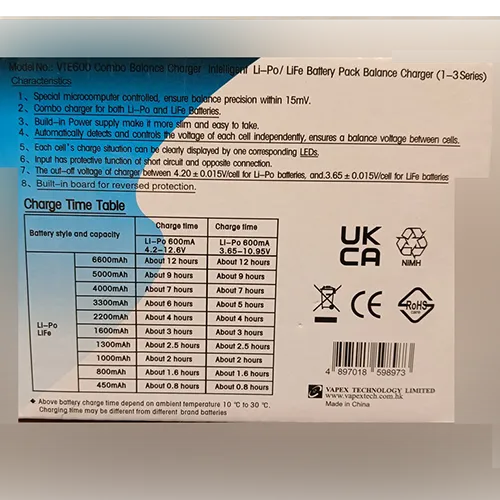 Model No.: VTE600 Combo Balance Charger Intelligent Li-Po/ LiFe Battery Pack Balance Charger (1-3Series)
Characteristics
1、Special microcomputer controlled, ensure balance precision within 15mV.
2、Combo charger for both Li-Po and LiFe Batteries.
3、Build-in Power supply make it more slim and easy to take.
4、Automatically detects and controls the voltage of each cell independently, ensures a balance voltage between cells.
5、Each cell's charge situation can be clearly displayed by one corresponding LEDs.
6、Input has protective function of short circuit and opposite connection.
7、The out-off voltage of charger between 4.20 ± 0.015V/cell for Li-Po batteries, and.3.65 ± 0.015V/cell for LiFe batteries
8、Built-in board for reversed protection.
Charge Time Table
Battery style and capacity Charge time Charge time
Li-Po 600mA 4.2-12.6V Li-Po 600mA 3.65-10.95V
Li-Po LiFe
6600mAh About 12 hours About 12 hours
5000mAh About 9 hours About 9 hours
4000mAh About 7 hours About 7 hours
3300mAh About 6 hours About 5 hours
2200mAh About 4 hours About 4 hours
1600mAh About 3 hours About 3 hours
1300mAh About 2.5 hours About 2.5 hours
1000mAh About 2 hours About 2 hours
800mAh About 1.6 hours About 1.6 hours
450mAh About 0.8 hours About 0.8 hours
◆ Above battery charge time depend on ambient temperature 10 ℃ to 30 ℃.
Charging time may be different from different brand batteries
UK
CA
NiMH
CE
RoHS
4 897018 598973
VAPEX TECHNOLOGY LIMITED
www.vapextech.com.hk
Made in China